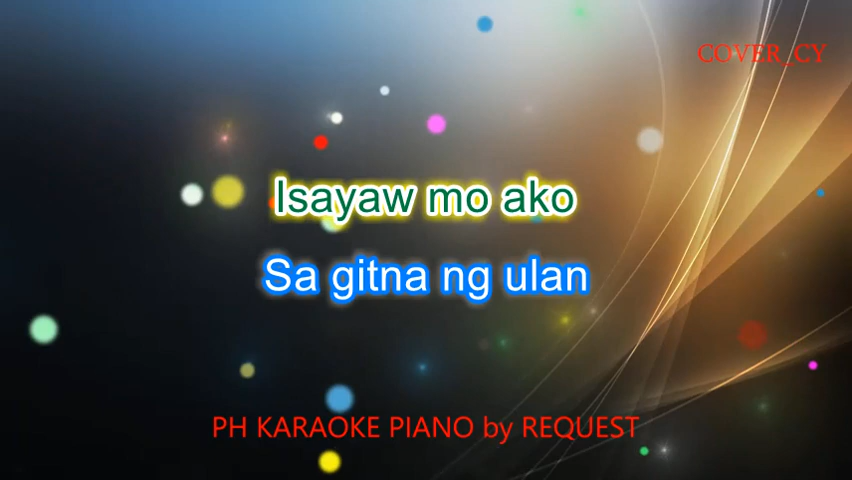 COVER_CY
Isayaw mo ako
Sa gitna ng ulan
PH KARAOKE PIANO by REQUEST